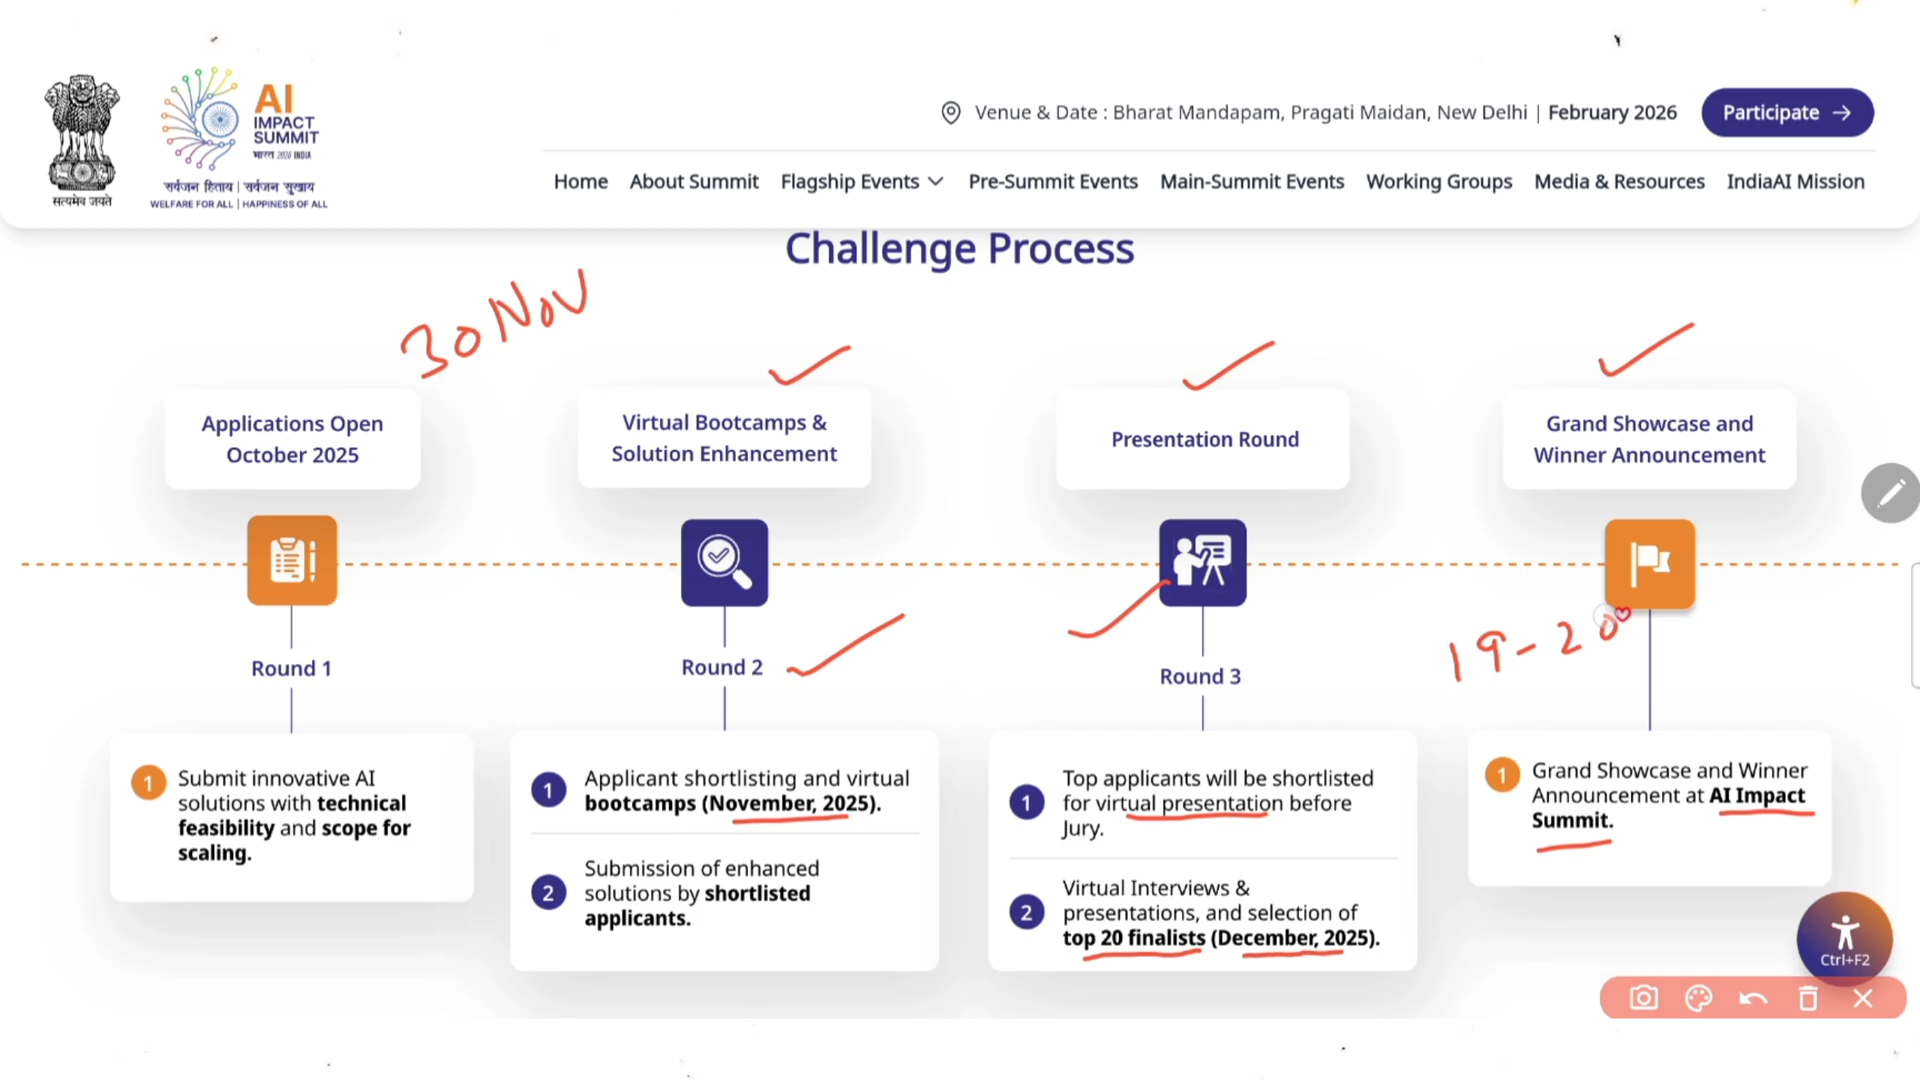 सत्यमेव जयते
AI
IMPACT
SUMMIT
भारत 2026 INDIA
सर्वजन हिताय | सर्वजन सुखाय
WELFARE FOR ALL | HAPPINESS OF ALL
Venue & Date : Bharat Mandapam, Pragati Maidan, New Delhi | February 2026
Participate
Home About Summit Flagship Events Pre-Summit Events Main-Summit Events Working Groups Media & Resources IndiaAI Mission
Challenge Process
30 Nov
Applications Open
October 2025
Round 1
1 Submit innovative AI
solutions with technical
feasibility and scope for
scaling.
Virtual Bootcamps &
Solution Enhancement
Round 2
1 Applicant shortlisting and virtual
bootcamps (November, 2025).
2 Submission of enhanced
solutions by shortlisted
applicants.
Presentation Round
Round 3
1 Top applicants will be shortlisted
for virtual presentation before
Jury.
2 Virtual Interviews &
presentations, and selection of
top 20 finalists (December, 2025).
Grand Showcase and
Winner Announcement
19-20
1 Grand Showcase and Winner
Announcement at AI Impact
Summit.
Ctrl+F2